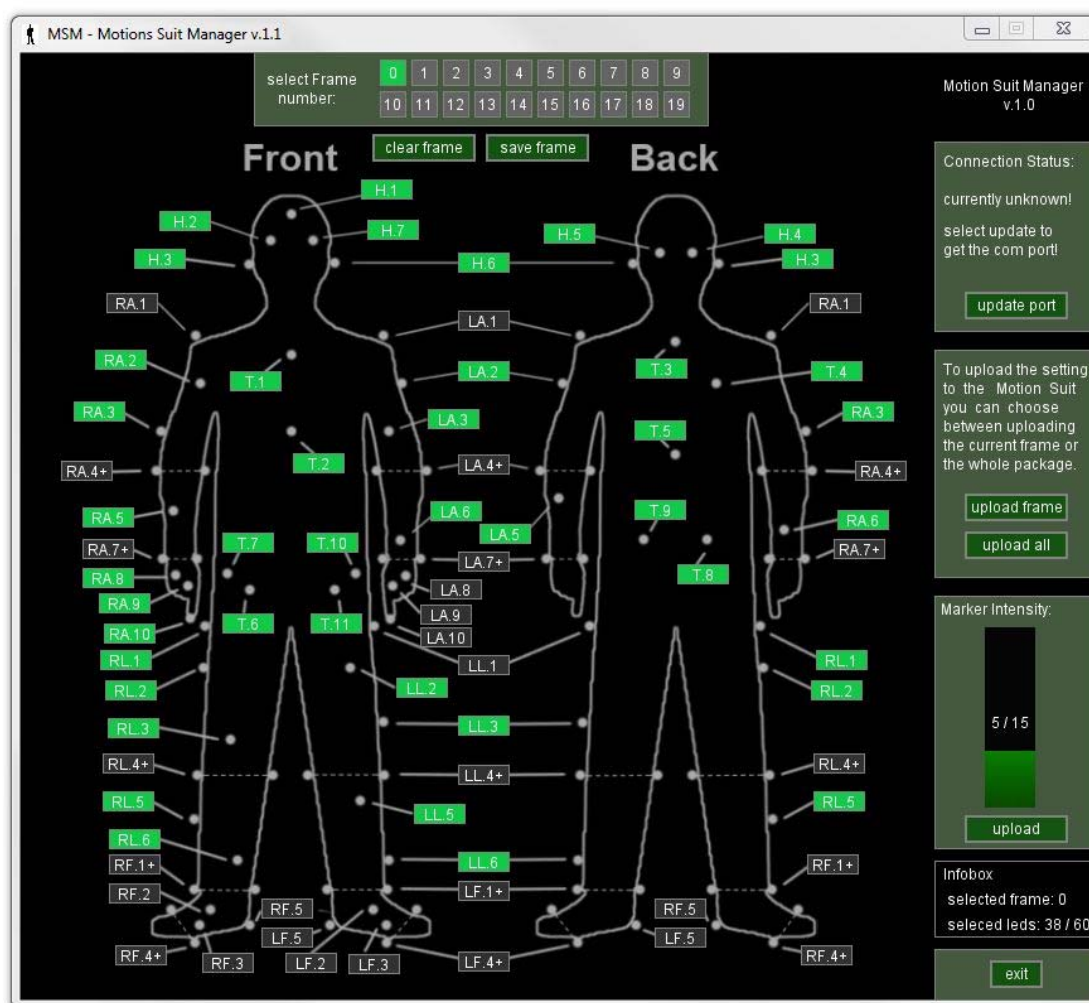 MSM - Motions Suit Manager v.1.1
select Frame
number:
0 1 2 3 4 5 6 7 8 9
10 11 12 13 14 15 16 17 18 19
Motion Suit Manager
v.1.0
clear frame save frame
Front Back
Connection Status:
currently unknown!
select update to
get the com port!
update port
H.1
H.2 H.7 H.5 H.4
H.3 H.6 H.3
RA.1 LA.1 RA.1
RA.2 T.1 LA.2 T.3 T.4
RA.3 LA.3 T.5 RA.3
RA.4+ T.2 LA.4+ RA.4+
RA.5 LA.6 LA.5 T.9 RA.6
RA.7+ T.7 T.10 LA.7+ T.8 RA.7+
RA.8 LA.8
RA.9 T.6 T.11 LA.9
RA.10 LA.10
RL.1 LL.1 RL.1
RL.2 LL.2 RL.2
RL.3 LL.3
RL.4+ LL.4+ RL.4+
RL.5 LL.5 RL.5
RL.6 LL.6
RF.1+ LF.1+ RF.1+
RF.2 RF.5 RF.5
LF.5 LF.5
RF.4+ RF.3 LF.2 LF.3 LF.4+ RF.4+
To upload the setting
to the Motion Suit
you can choose
between uploading
the current frame or
the whole package.
upload frame
upload all
Marker Intensity:
5 / 15
upload
Infobox
selected frame: 0
seleced leds: 38 / 60
exit